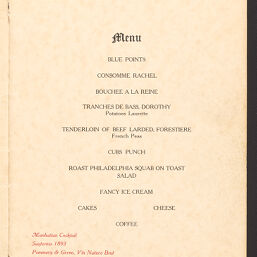 Menu
BLUE POINTS
CONSOMME RACHEL
BOUCHEE A LA REINE
TRANCHES DE BASS, DOROTHY
Potatoes Laurette
TENDERLOIN OF BEEF LARDED, FORESTIERE
French Peas
CUBS PUNCH
ROAST PHILADELPHIA SQUAB ON TOAST
SALAD
FANCY ICE CREAM
CAKES CHEESE
COFFEE
Manhattan Cocktail
Sauterne 1893
Pommery & Greno, Vin Nature Brut